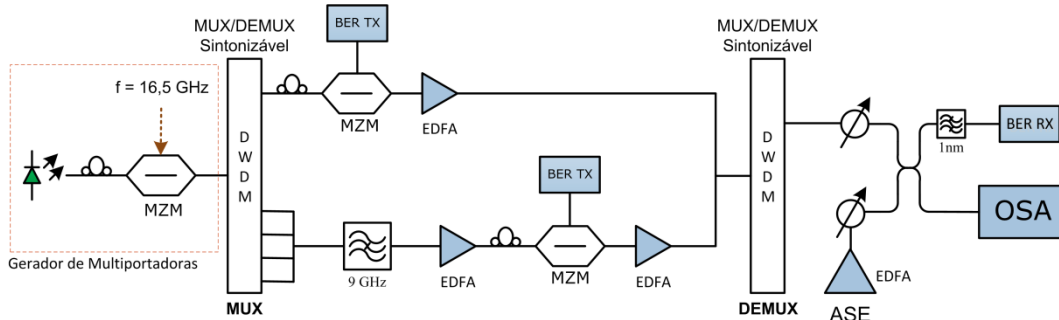 MUX/DEMUX
Sintonizável
BER TX
f = 16,5 GHz
MZM
Gerador de Multiportadoras
D
W
D
M
MUX
MZM
EDFA
9 GHz
EDFA
BER TX
MZM
EDFA
MUX/DEMUX
Sintonizável
D
W
D
M
DEMUX
1nm
BER RX
OSA
EDFA
ASE